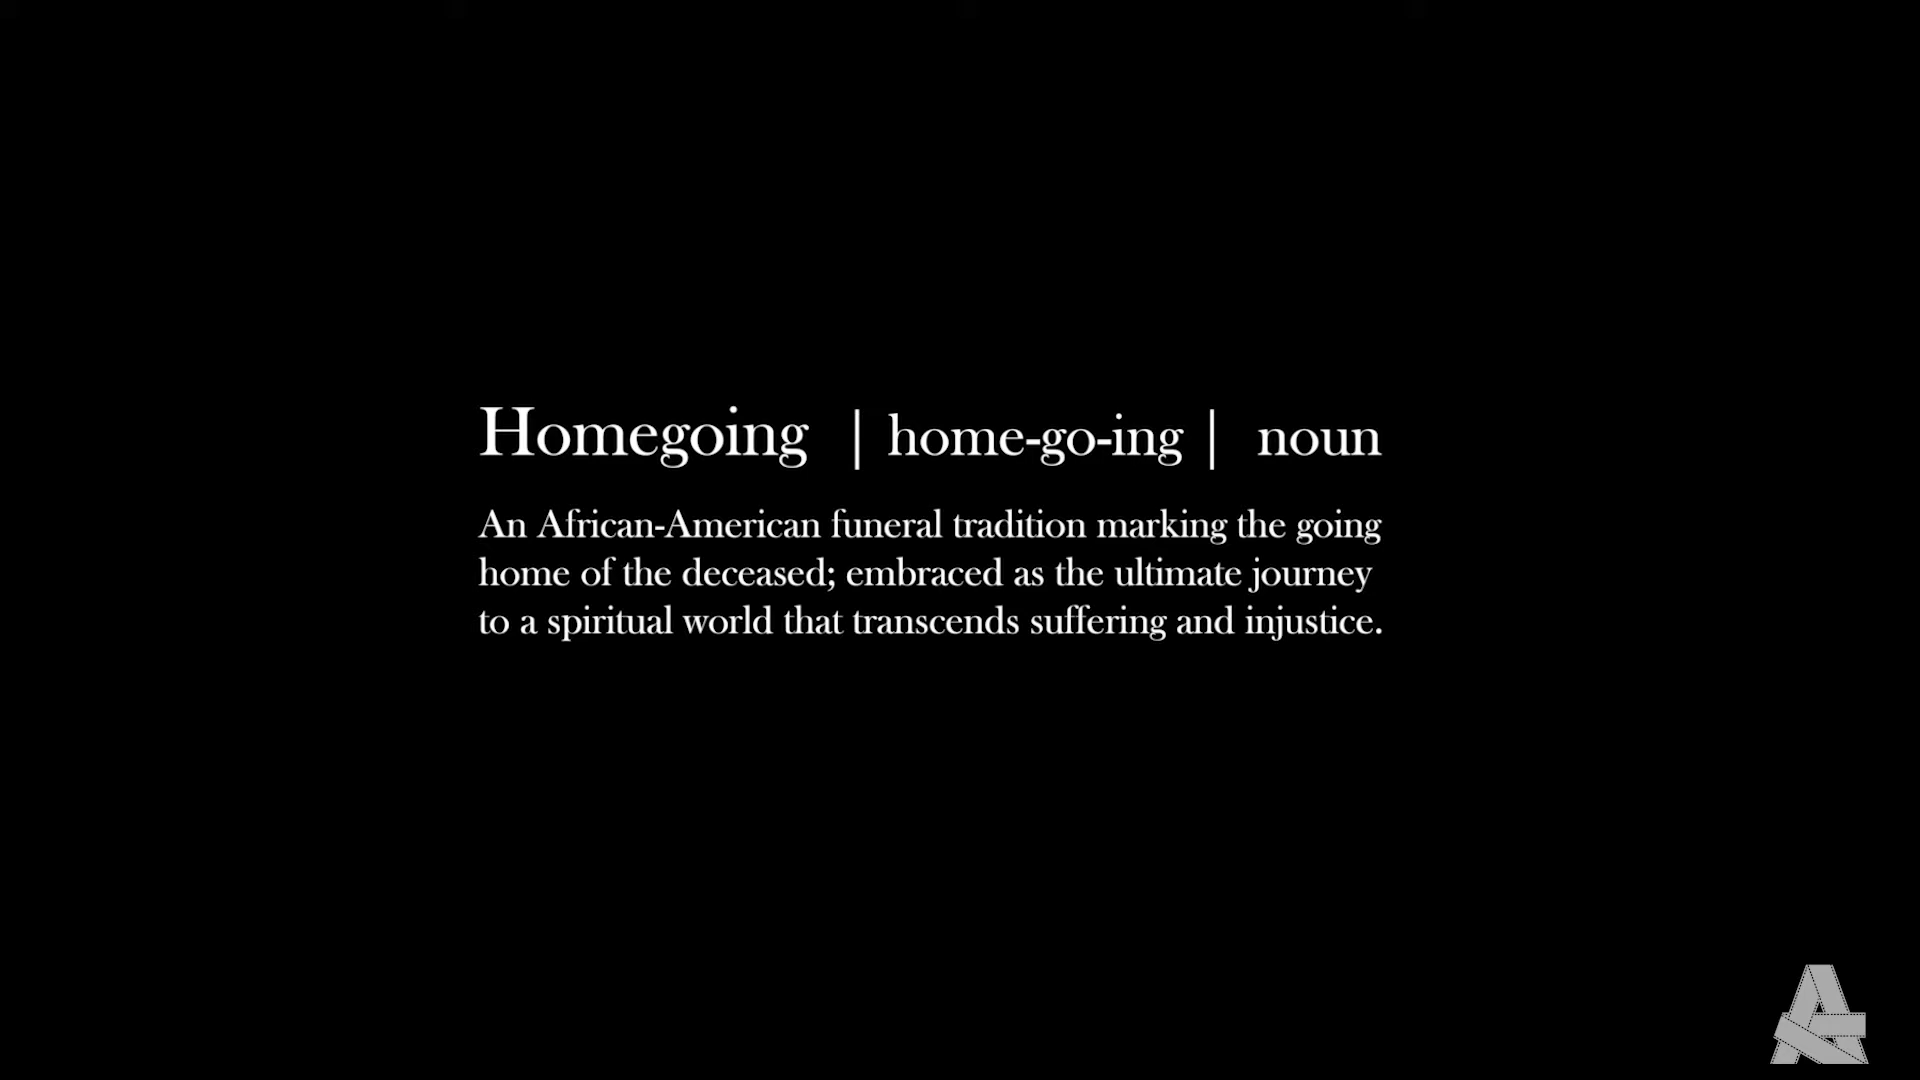 Homegoing | home-go-ing | noun
An African-American funeral tradition marking the going
home of the deceased; embraced as the ultimate journey
to a spiritual world that transcends suffering and injustice.